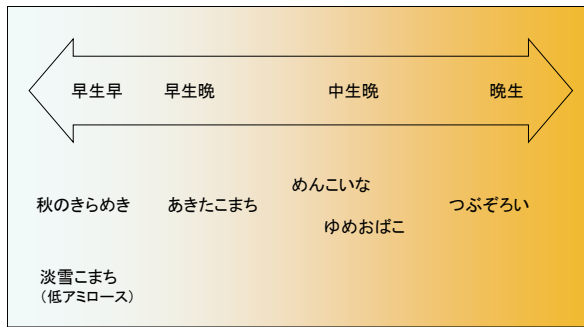 早生早 早生晩 中生晩 晩生
めんこいな
秋のきらめき あきたこまち つぶぞろい
ゆめおばこ
淡雪こまち
(低アミロース)